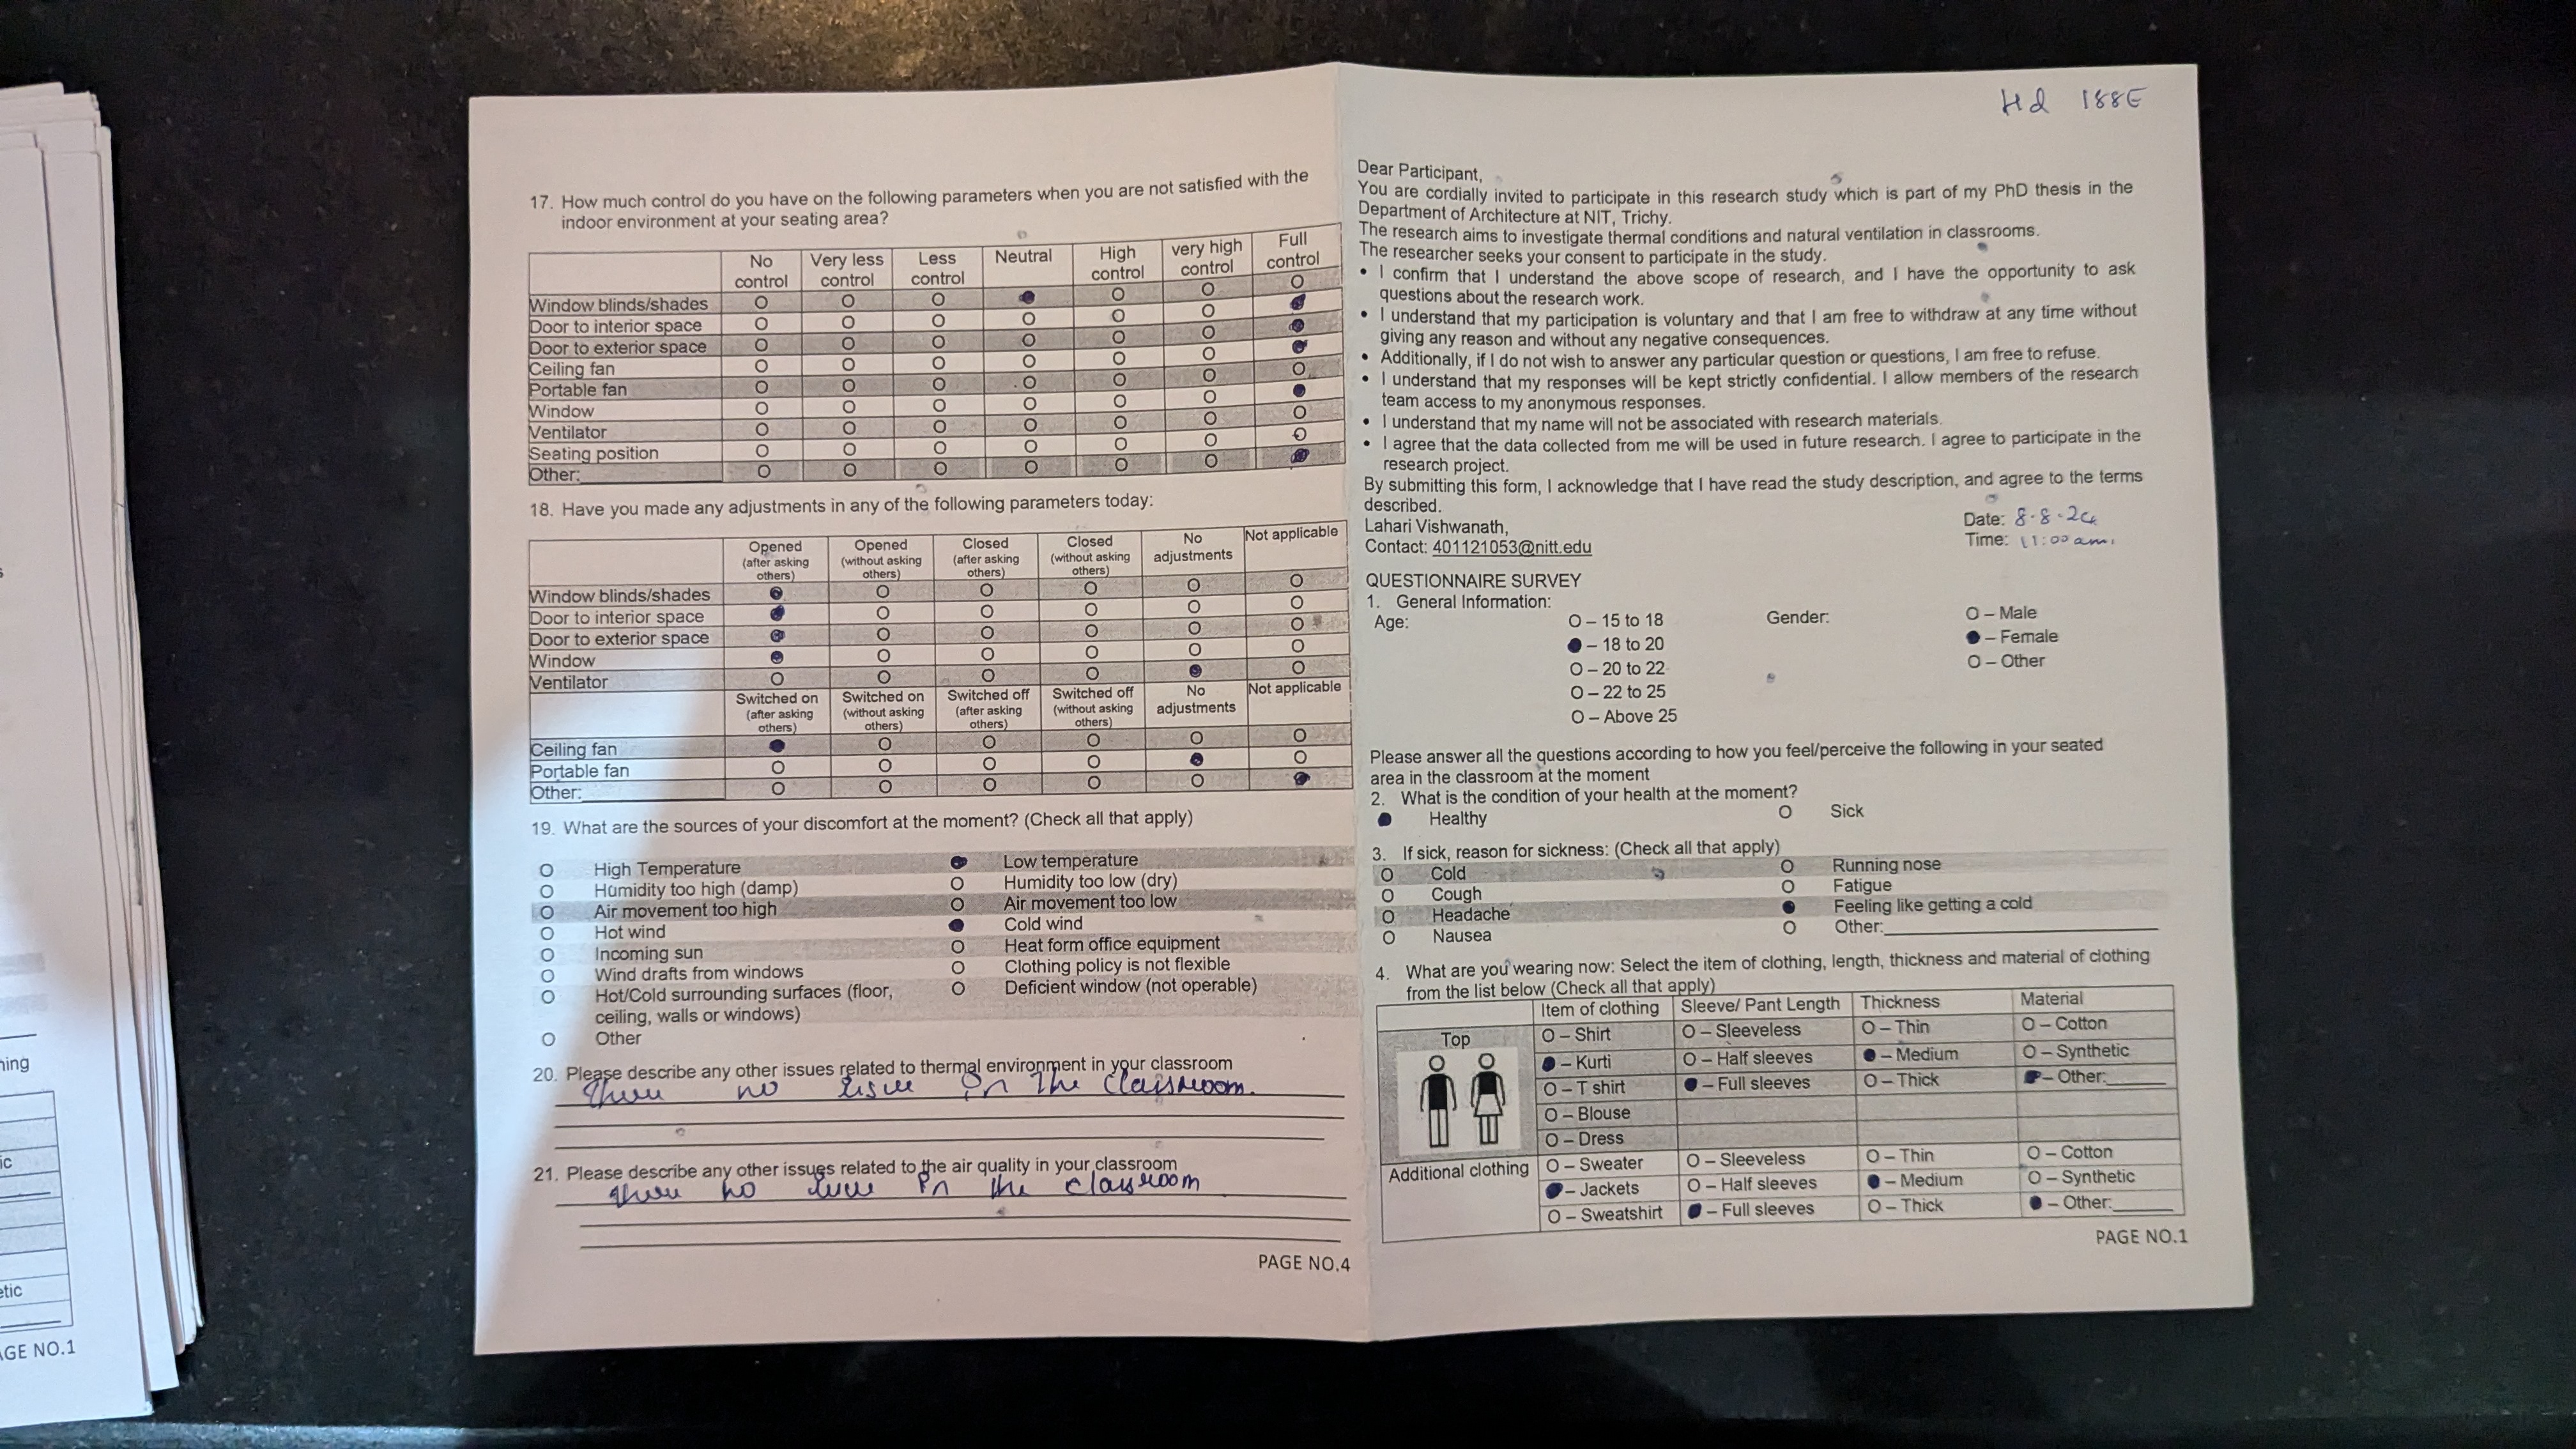 17. How much control do you have on the following parameters when you are not satisfied with the
indoor environment at your seating area?
No control Very less control Less control Neutral High control very high control Full control
Window blinds/shades O O O ● O O O
Door to interior space O O O O O O ●
Door to exterior space O O O O O O ●
Ceiling fan O O O O O O ●
Portable fan O O O O O O O
Window O O O O O O ●
Ventilator O O O O O O O
Seating position O O O O O O O
Other: O O O O O O ●
18. Have you made any adjustments in any of the following parameters today:
Opened (after asking others) Opened (without asking others) Closed (after asking others) Closed (without asking others) No adjustments Not applicable
Window blinds/shades ● O O O O O
Door to interior space ● O O O O O
Door to exterior space ● O O O O O
Window ● O O O O O
Ventilator O O O O ● O
Switched on (after asking others) Switched on (without asking others) Switched off (after asking others) Switched off (without asking others) No adjustments Not applicable
Ceiling fan ● O O O O O
Portable fan O O O O ● O
Other: O O O O O ●
19. What are the sources of your discomfort at the moment? (Check all that apply)
O High Temperature ● Low temperature
O Humidity too high (damp) O Humidity too low (dry)
O Air movement too high O Air movement too low
O Hot wind ● Cold wind
O Incoming sun O Heat form office equipment
O Wind drafts from windows O Clothing policy is not flexible
O Hot/Cold surrounding surfaces (floor, O Deficient window (not operable)
ceiling, walls or windows)
O Other
20. Please describe any other issues related to thermal environment in your classroom
no in the classroom.
21. Please describe any other issues related to the air quality in your classroom
no in the classroom
PAGE NO.4
Hd 188E
Dear Participant,
You are cordially invited to participate in this research study which is part of my PhD thesis in the
Department of Architecture at NIT, Trichy.
The research aims to investigate thermal conditions and natural ventilation in classrooms.
The researcher seeks your consent to participate in the study.
• I confirm that I understand the above scope of research, and I have the opportunity to ask
questions about the research work.
• I understand that my participation is voluntary and that I am free to withdraw at any time without
giving any reason and without any negative consequences.
• Additionally, if I do not wish to answer any particular question or questions, I am free to refuse.
• I understand that my responses will be kept strictly confidential. I allow members of the research
team access to my anonymous responses.
• I understand that my name will not be associated with research materials.
• I agree that the data collected from me will be used in future research. I agree to participate in the
research project.
By submitting this form, I acknowledge that I have read the study description, and agree to the terms
described.
Lahari Vishwanath,
Contact: 401121053@nitt.edu
Date: 8-8-24
Time: 11:00 am.
QUESTIONNAIRE SURVEY
1. General Information:
Age: O – 15 to 18 Gender: O – Male
● – 18 to 20 ● – Female
O – 20 to 22 O – Other
O – 22 to 25
O – Above 25
Please answer all the questions according to how you feel/perceive the following in your seated
area in the classroom at the moment
2. What is the condition of your health at the moment?
● Healthy O Sick
3. If sick, reason for sickness: (Check all that apply)
O Cold O Running nose
O Cough O Fatigue
O Headache ● Feeling like getting a cold
O Nausea O Other:
4. What are you wearing now: Select the item of clothing, length, thickness and material of clothing
from the list below (Check all that apply)
Item of clothing Sleeve/ Pant Length Thickness Material
Top O – Shirt O – Sleeveless O – Thin O – Cotton
● – Kurti O – Half sleeves ● – Medium O – Synthetic
O – T shirt ● – Full sleeves O – Thick ● – Other:
O – Blouse
O – Dress
Additional clothing O – Sweater O – Sleeveless O – Thin O – Cotton
● – Jackets O – Half sleeves ● – Medium O – Synthetic
O – Sweatshirt ● – Full sleeves O – Thick ● – Other:
PAGE NO.1